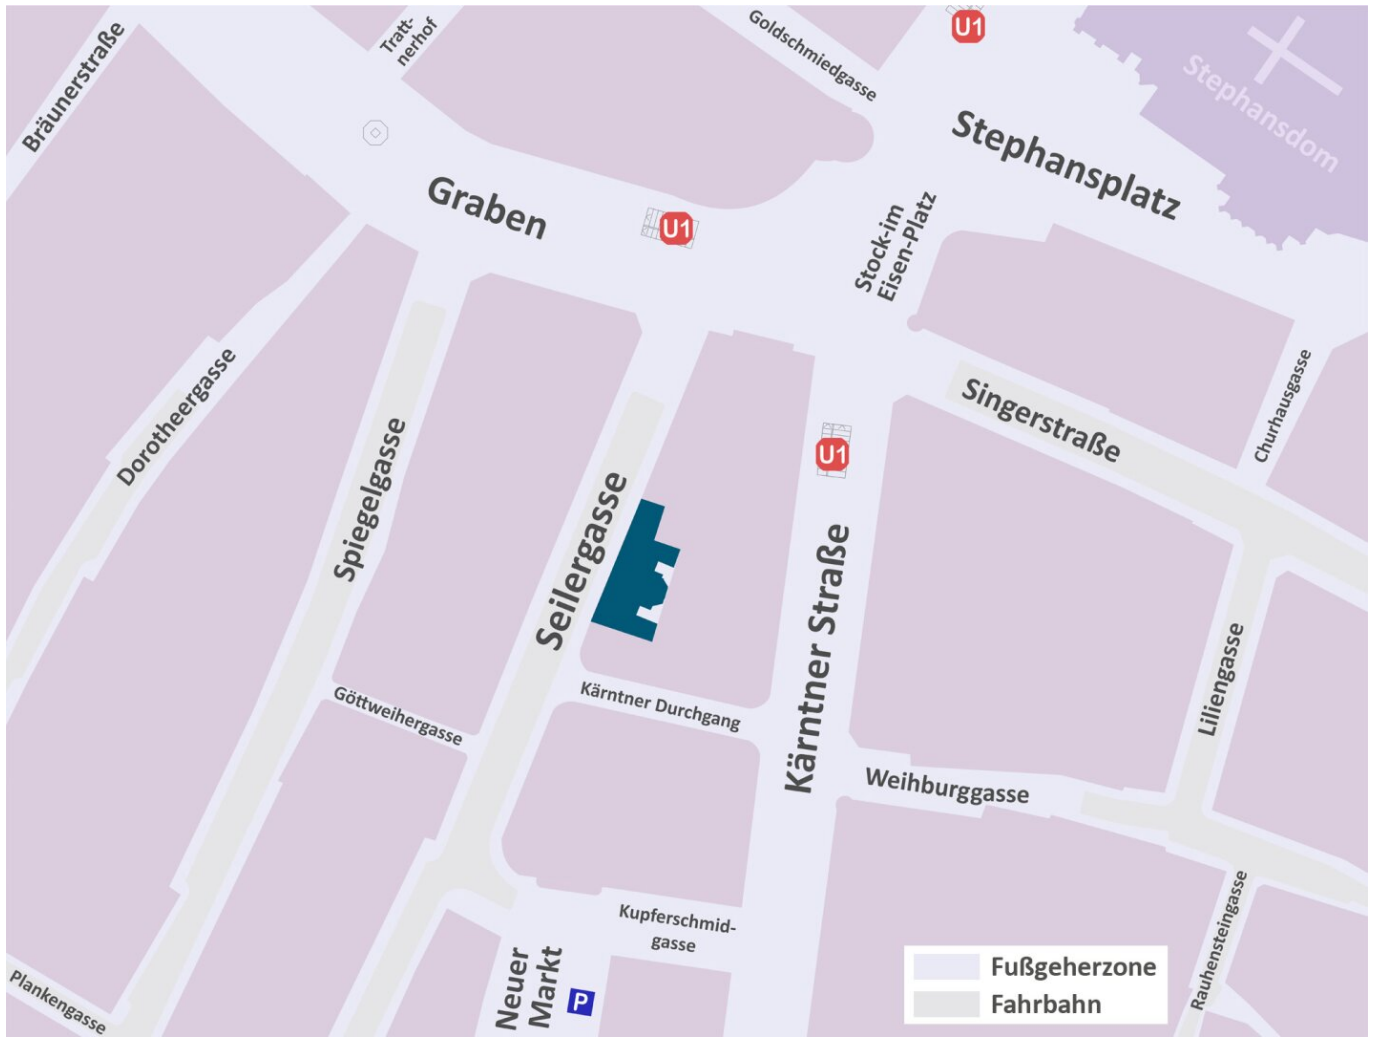 U1
Tratt-
nerhof
Goldschmiedgasse
Bräunerstraße
Stephansdom
Stephansplatz
Graben
U1
Stock-im
Eisen-Platz
Dorotheergasse
Churhausgasse
Singerstraße
Spiegelgasse
U1
Seilergasse
Kärntner Straße
Liliengasse
Göttweihergasse
Kärntner Durchgang
Weihburggasse
Kupferschmid-
gasse
Rauhensteingasse
Neuer
Markt
P
Plankengasse
Fußgeherzone
Fahrbahn